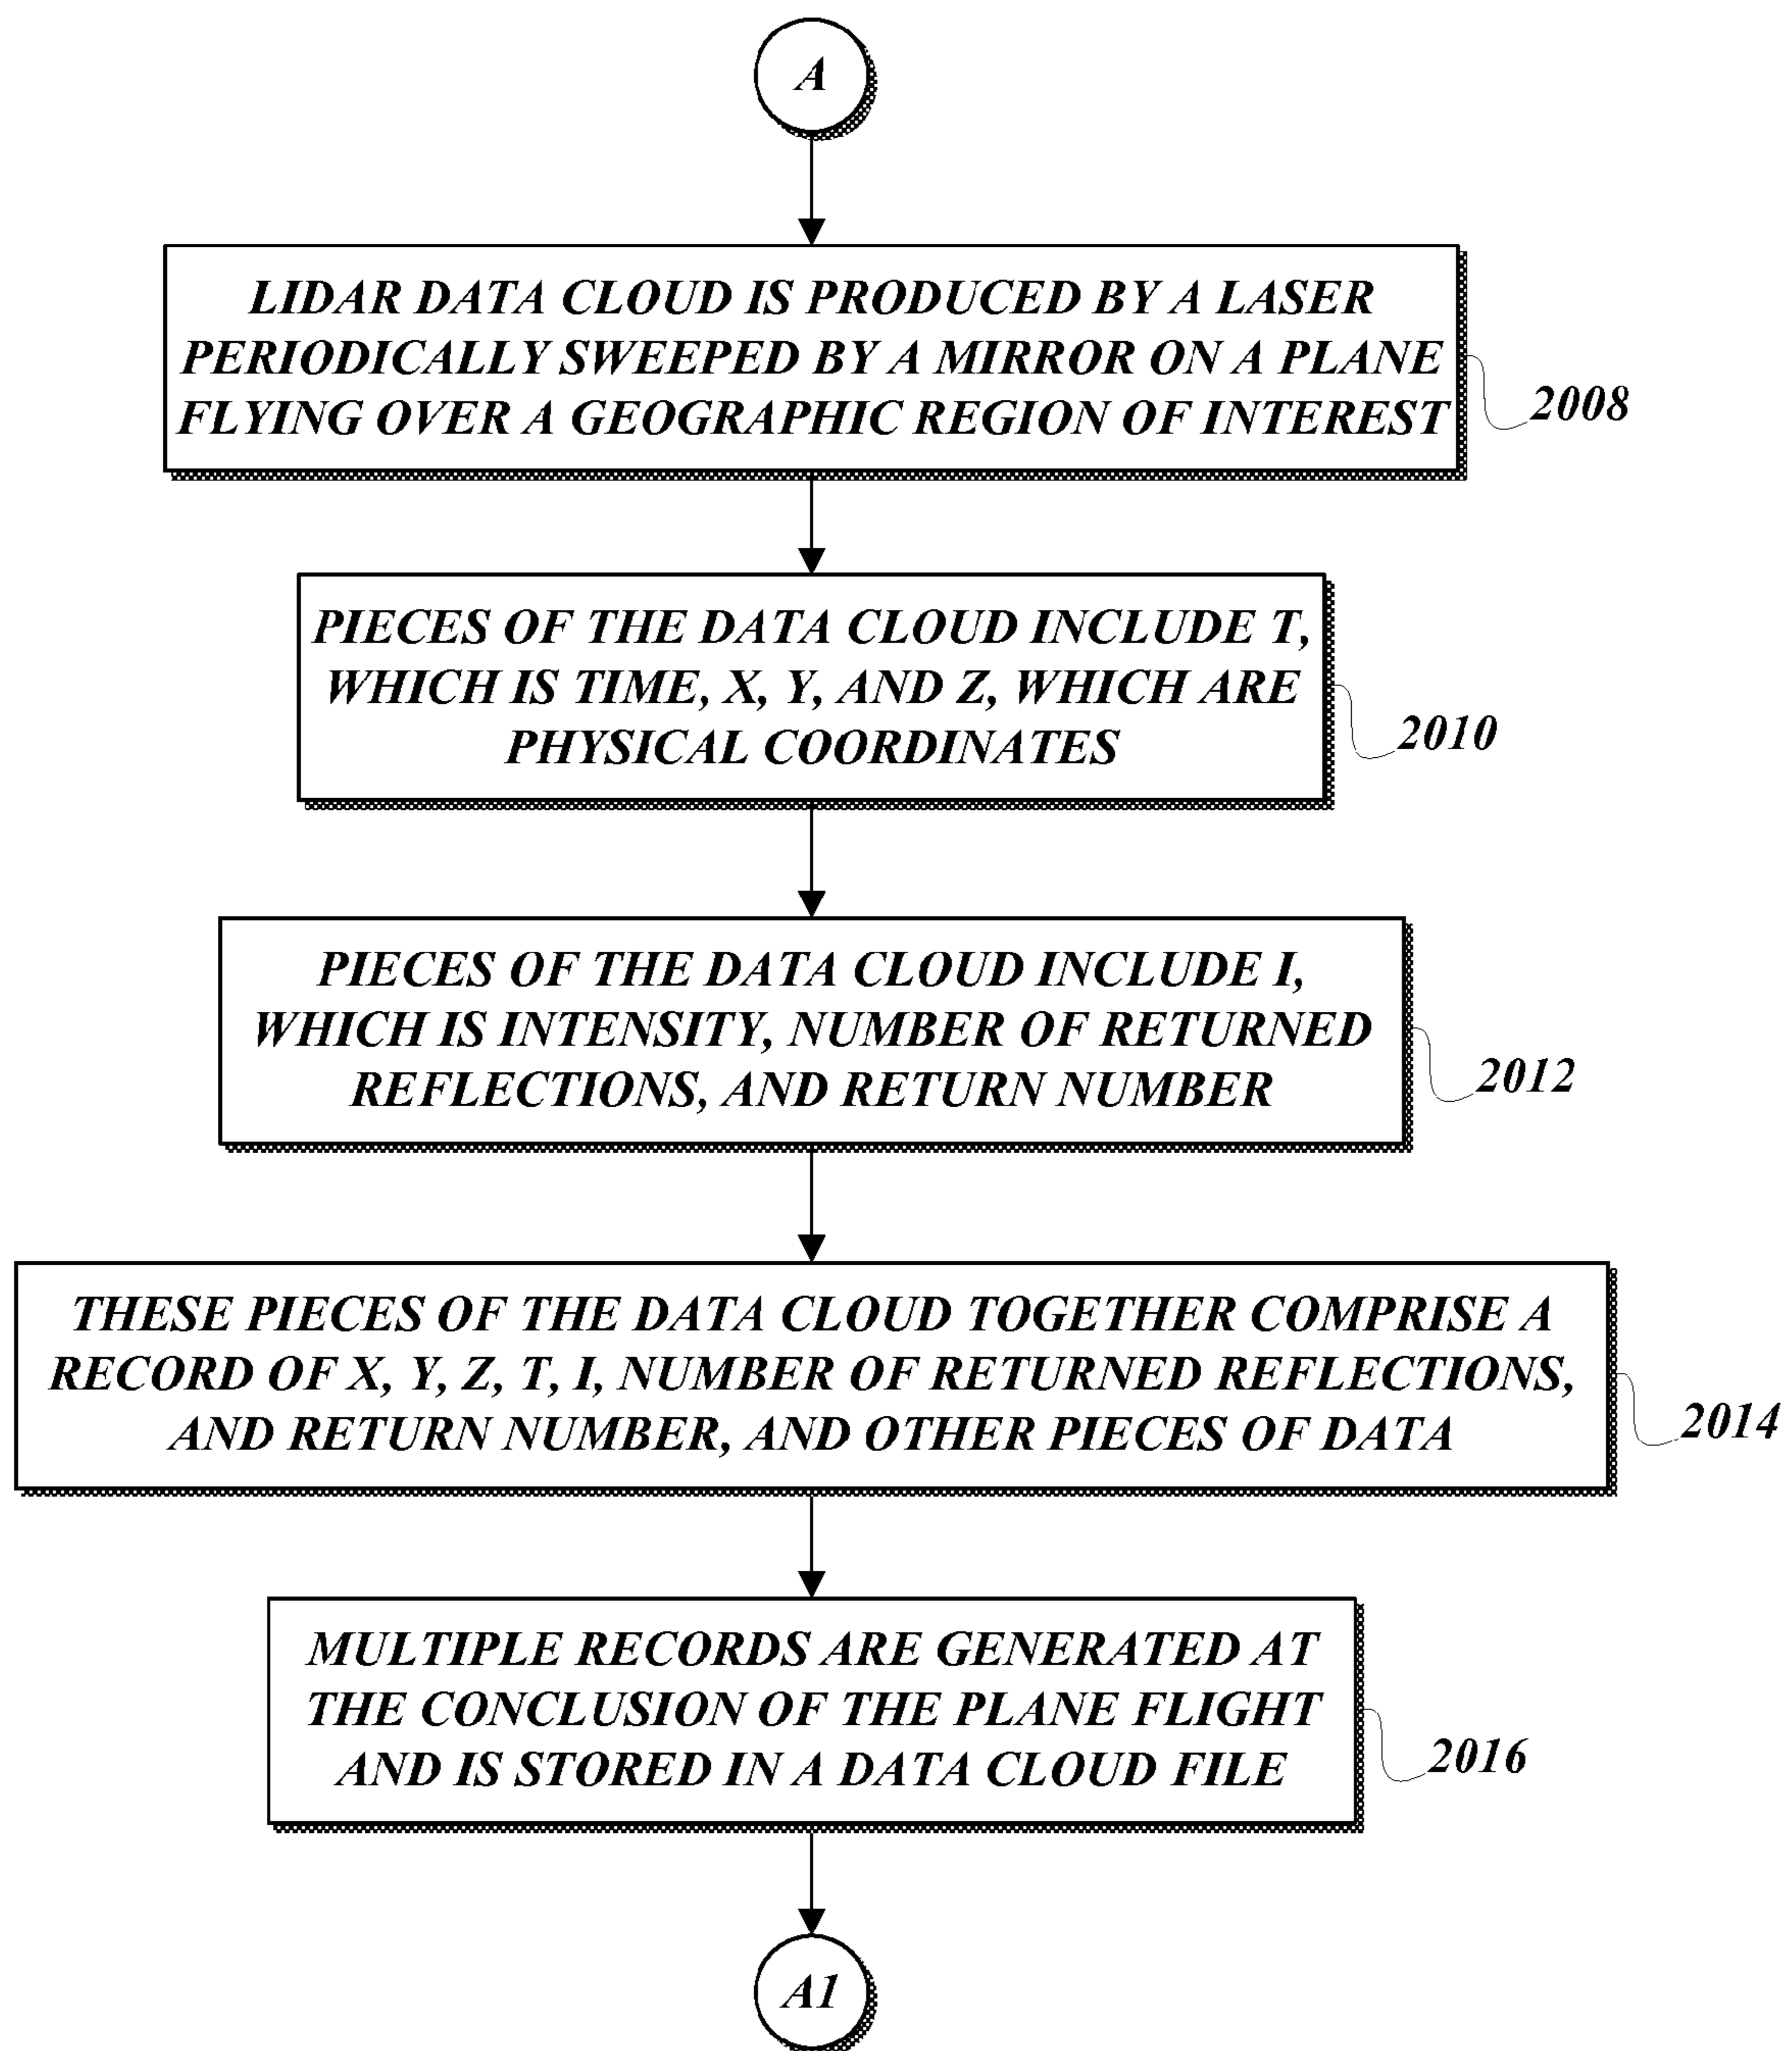 A
LIDAR DATA CLOUD IS PRODUCED BY A LASER
PERIODICALLY SWEEPED BY A MIRROR ON A PLANE
FLYING OVER A GEOGRAPHIC REGION OF INTEREST
2008
PIECES OF THE DATA CLOUD INCLUDE T,
WHICH IS TIME, X, Y, AND Z, WHICH ARE
PHYSICAL COORDINATES
2010
PIECES OF THE DATA CLOUD INCLUDE I,
WHICH IS INTENSITY, NUMBER OF RETURNED
REFLECTIONS, AND RETURN NUMBER
2012
THESE PIECES OF THE DATA CLOUD TOGETHER COMPRISE A
RECORD OF X, Y, Z, T, I, NUMBER OF RETURNED REFLECTIONS,
AND RETURN NUMBER, AND OTHER PIECES OF DATA
2014
MULTIPLE RECORDS ARE GENERATED AT
THE CONCLUSION OF THE PLANE FLIGHT
AND IS STORED IN A DATA CLOUD FILE
2016
A1